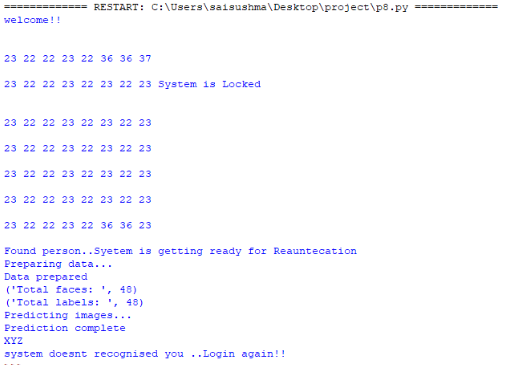 ============= RESTART: C:\Users\saisushma\Desktop\project\p8.py =============
welcome!!
23 22 22 23 22 36 36 37
23 22 22 23 22 23 22 23 System is Locked
23 22 22 23 22 23 22 23
23 22 22 23 22 23 22 23
23 22 22 23 22 23 22 23
23 22 22 23 22 23 22 23
23 22 22 23 22 36 36 23
Found person..Syetem is getting ready for Reauntecation
Preparing data...
Data prepared
('Total faces: ', 48)
('Total labels: ', 48)
Predicting images...
Prediction complete
XYZ
system doesnt recognised you ..Login again!!